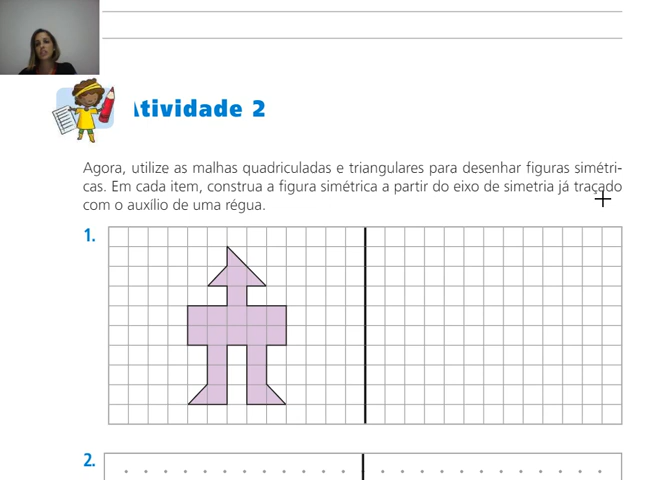 Atividade 2
Agora, utilize as malhas quadriculadas e triangulares para desenhar figuras simétri-
cas. Em cada item, construa a figura simétrica a partir do eixo de simetria já traçado
com o auxílio de uma régua.
1.
2.